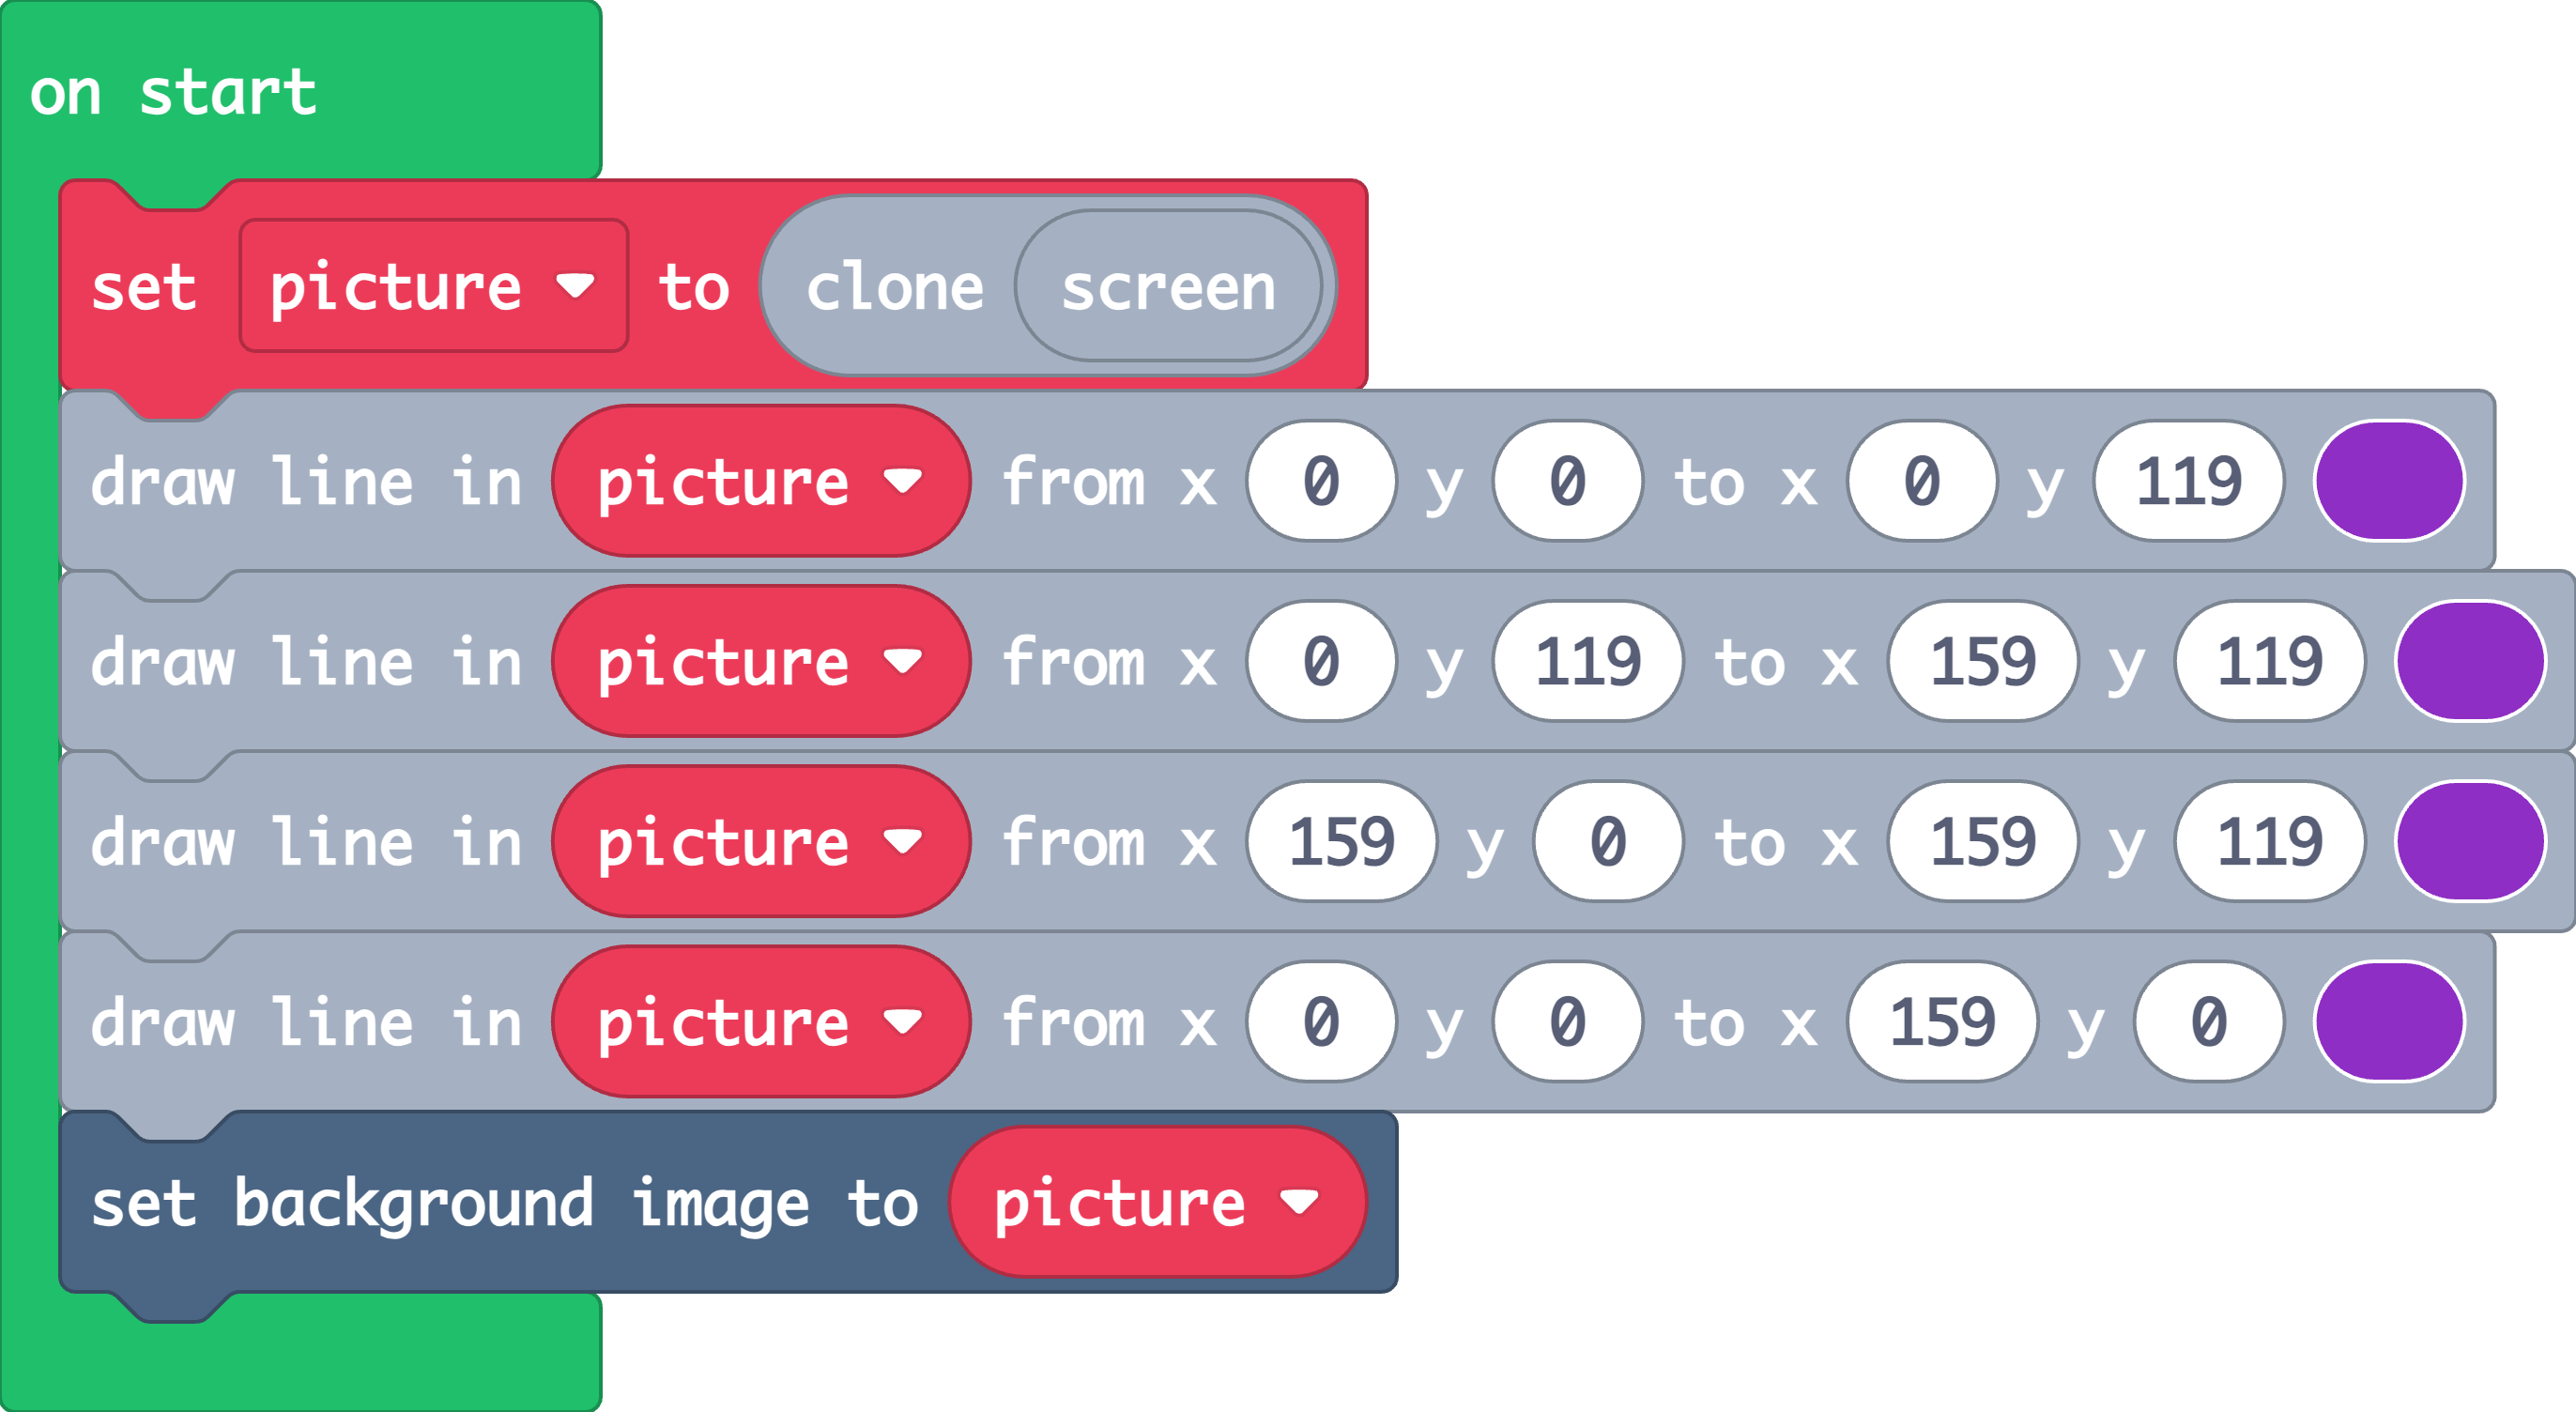 on start
set picture to clone screen
draw line in picture from x 0 y 0 to x 0 y 119
draw line in picture from x 0 y 119 to x 159 y 119
draw line in picture from x 159 y 0 to x 159 y 119
draw line in picture from x 0 y 0 to x 159 y 0
set background image to picture